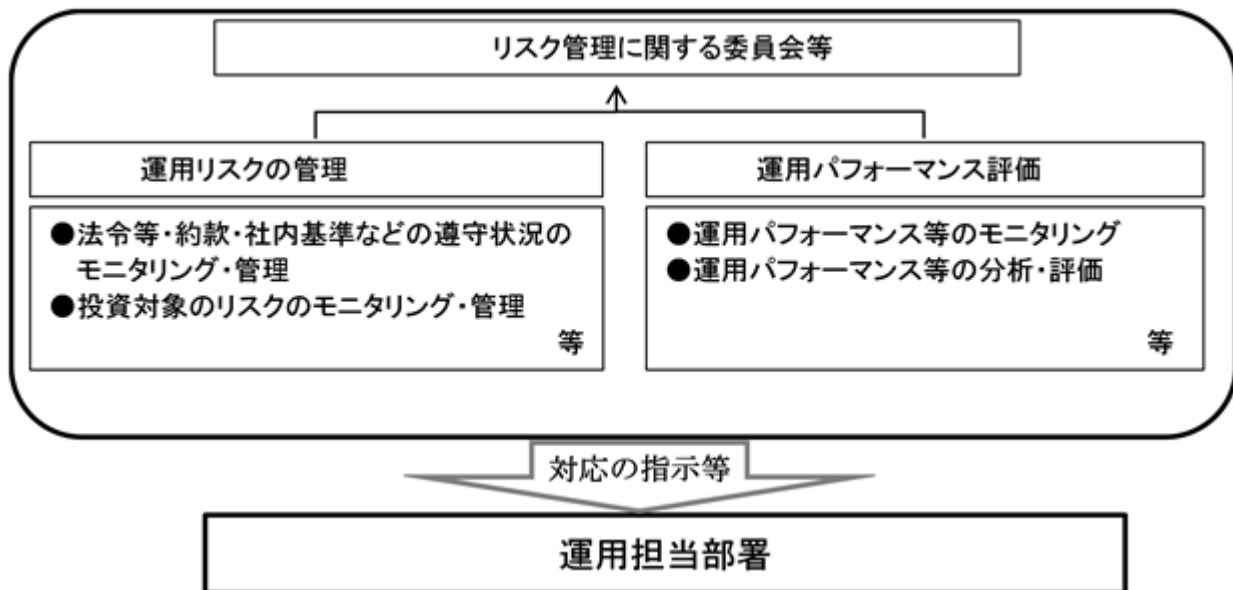 リスク管理に関する委員会等
運用リスクの管理
●法令等・約款・社内基準などの遵守状況の
モニタリング・管理
●投資対象のリスクのモニタリング・管理
等
運用パフォーマンス評価
●運用パフォーマンス等のモニタリング
●運用パフォーマンス等の分析・評価
等
対応の指示等
運用担当部署